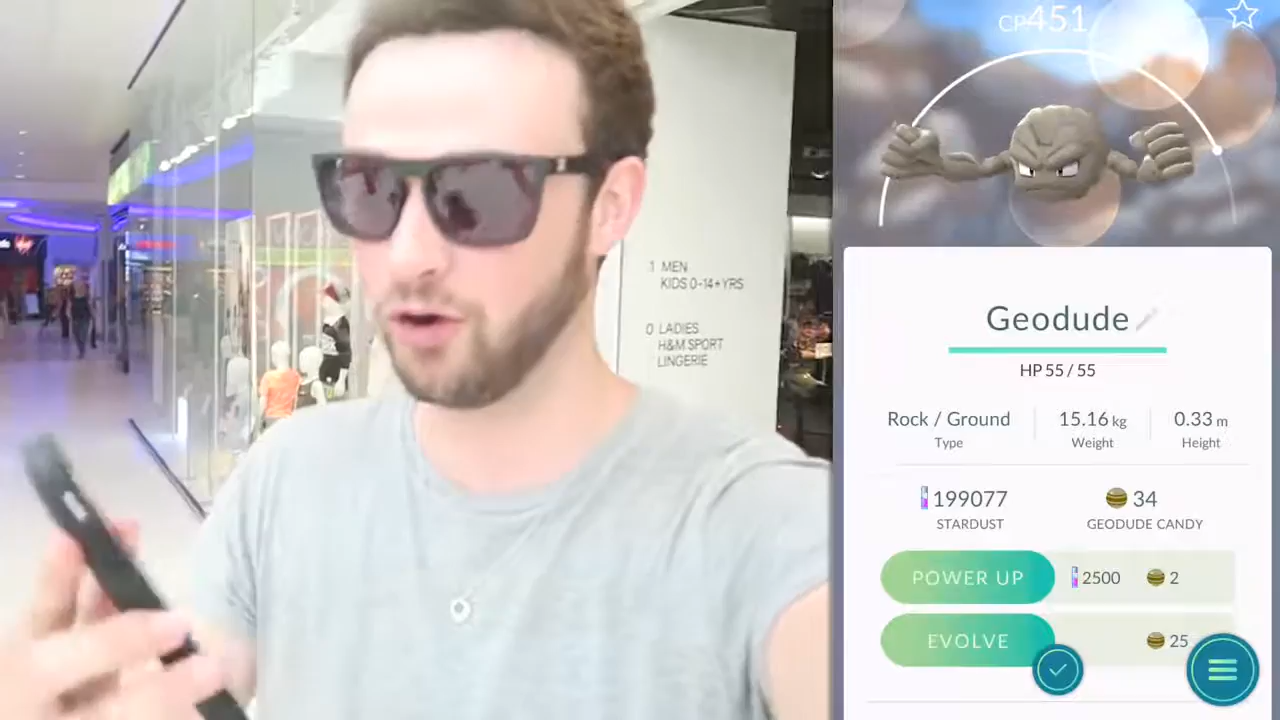 1 MEN
KIDS 0-14+YRS
0 LADIES
H&M SPORT
LINGERIE
CP451
Geodude
HP 55 / 55
Rock / Ground
Type
15.16 kg
Weight
0.33 m
Height
199077
STARDUST
34
GEODUDE CANDY
POWER UP
2500
2
EVOLVE
25